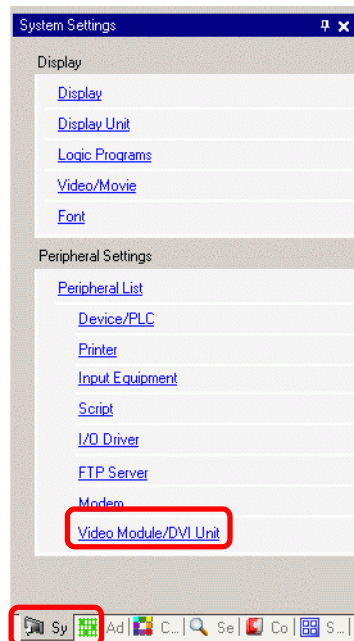 System Settings
Display
Display
Display Unit
Logic Programs
Video/Movie
Font
Peripheral Settings
Peripheral List
Device/PLC
Printer
Input Equipment
Script
I/O Driver
FTP Server
Modem
Video Module/DVI Unit
Sy Ad C... Se Co S...